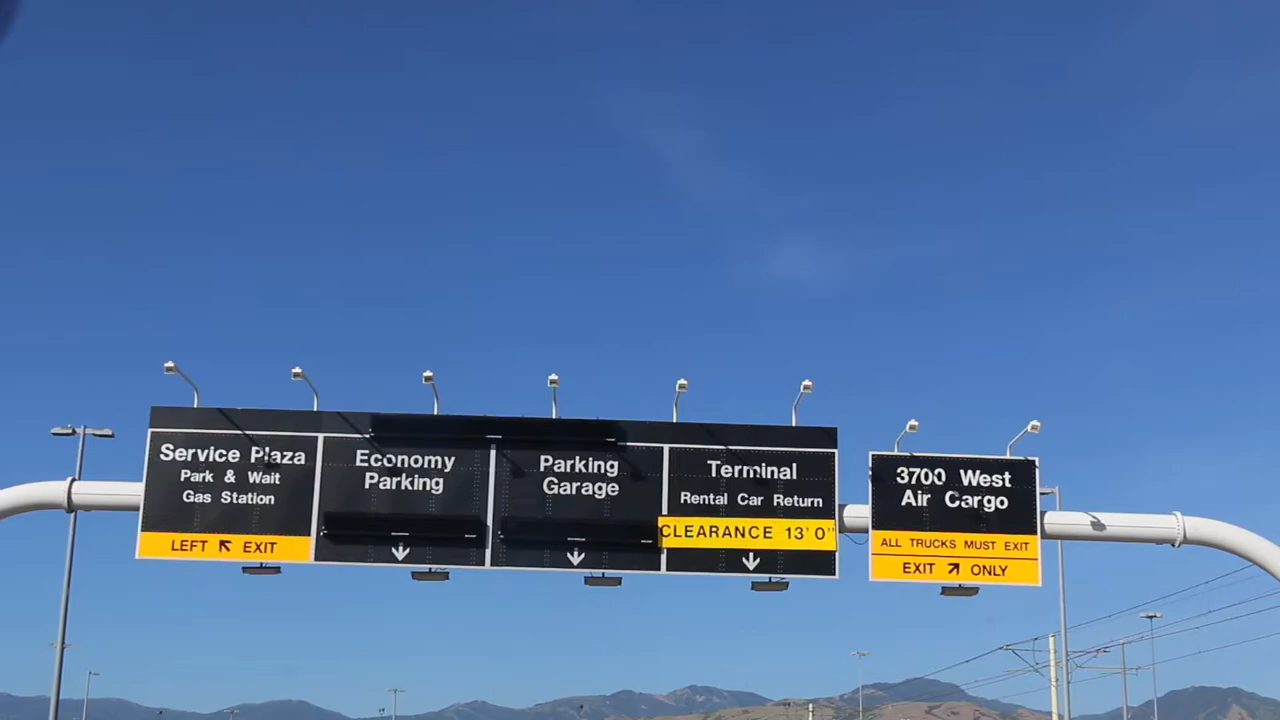 Service Plaza
Park & Wait
Gas Station
LEFT ↖ EXIT
Economy
Parking
↓
Parking
Garage
↓
Terminal
Rental Car Return
CLEARANCE 13' 0"
↓
3700 West
Air Cargo
ALL TRUCKS MUST EXIT
EXIT ↗ ONLY